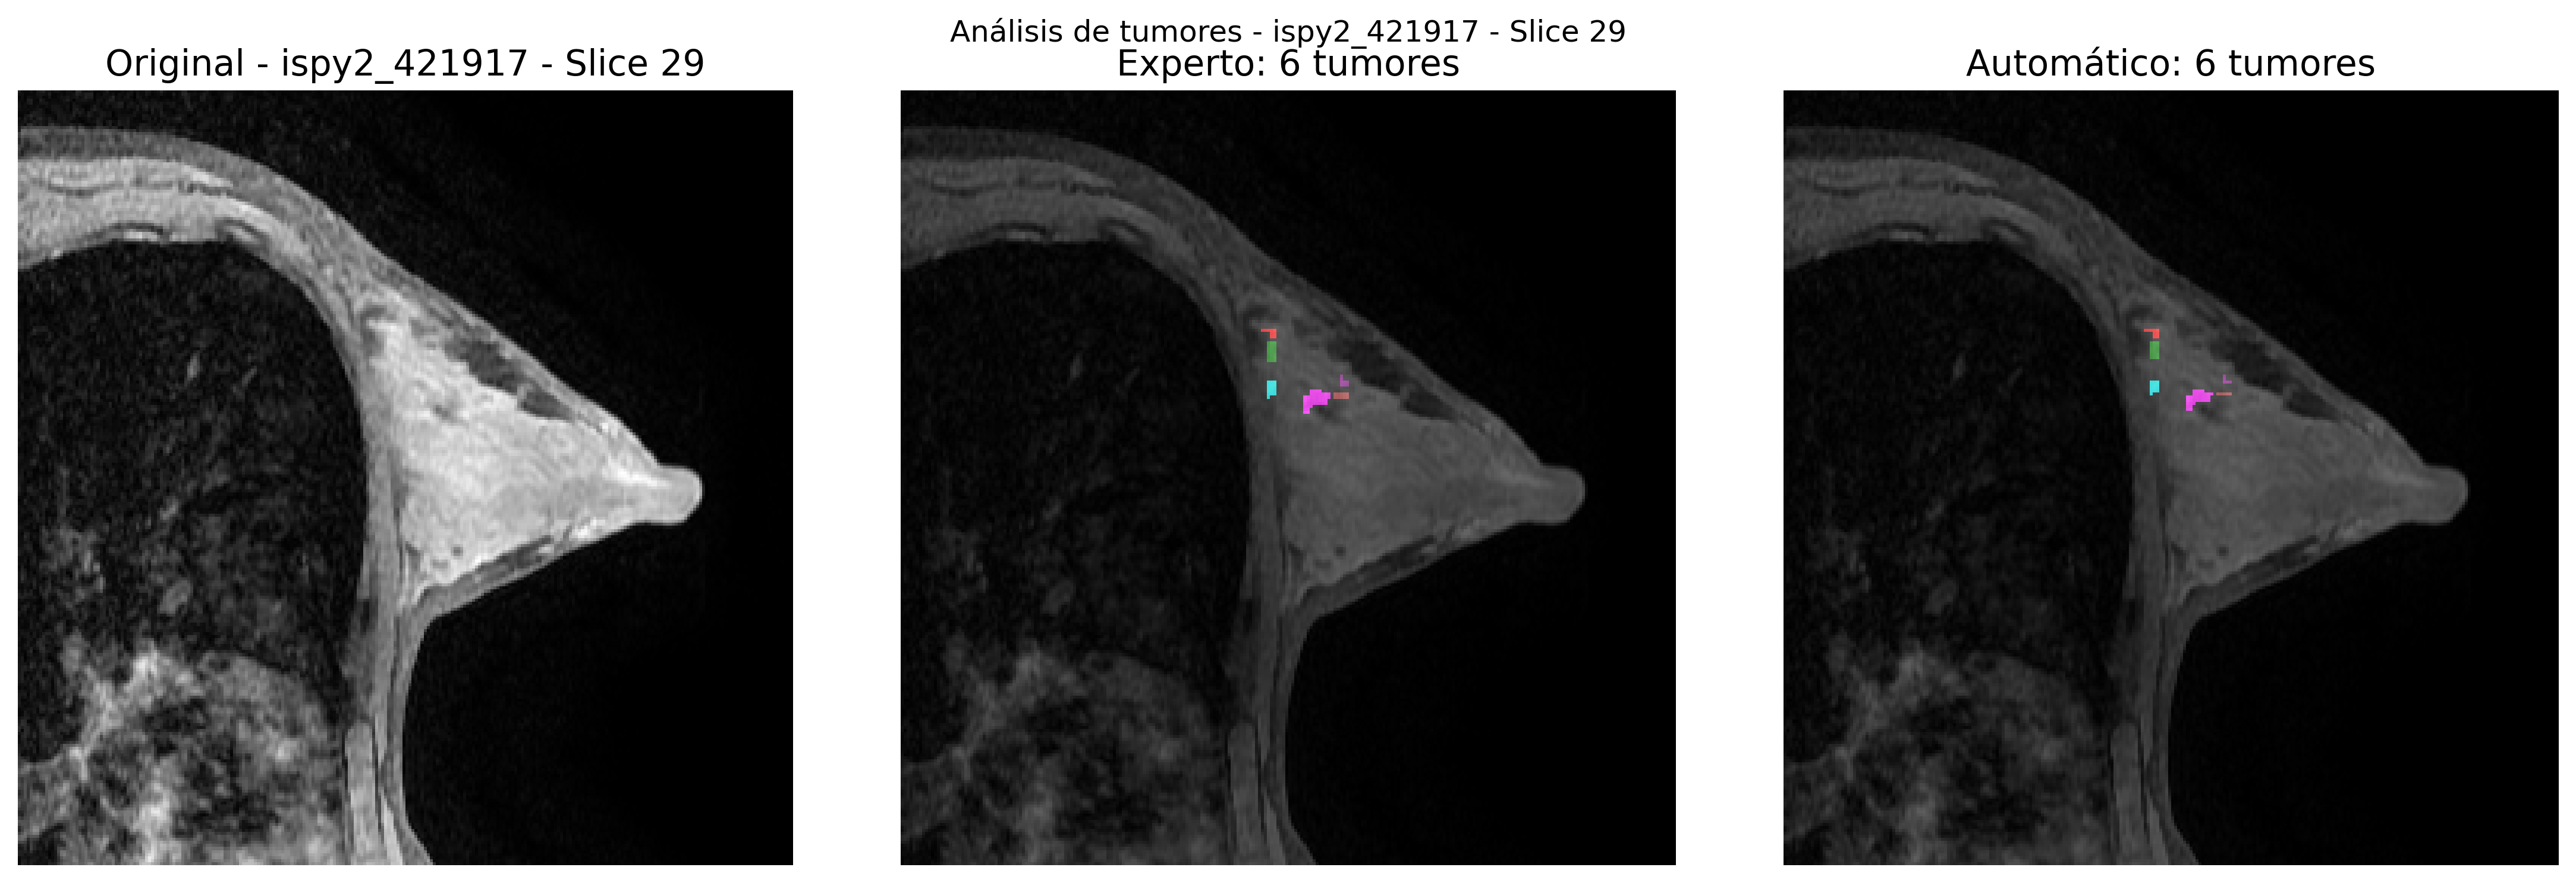 Análisis de tumores - ispy2_421917 - Slice 29
Original - ispy2_421917 - Slice 29
Experto: 6 tumores
Automático: 6 tumores